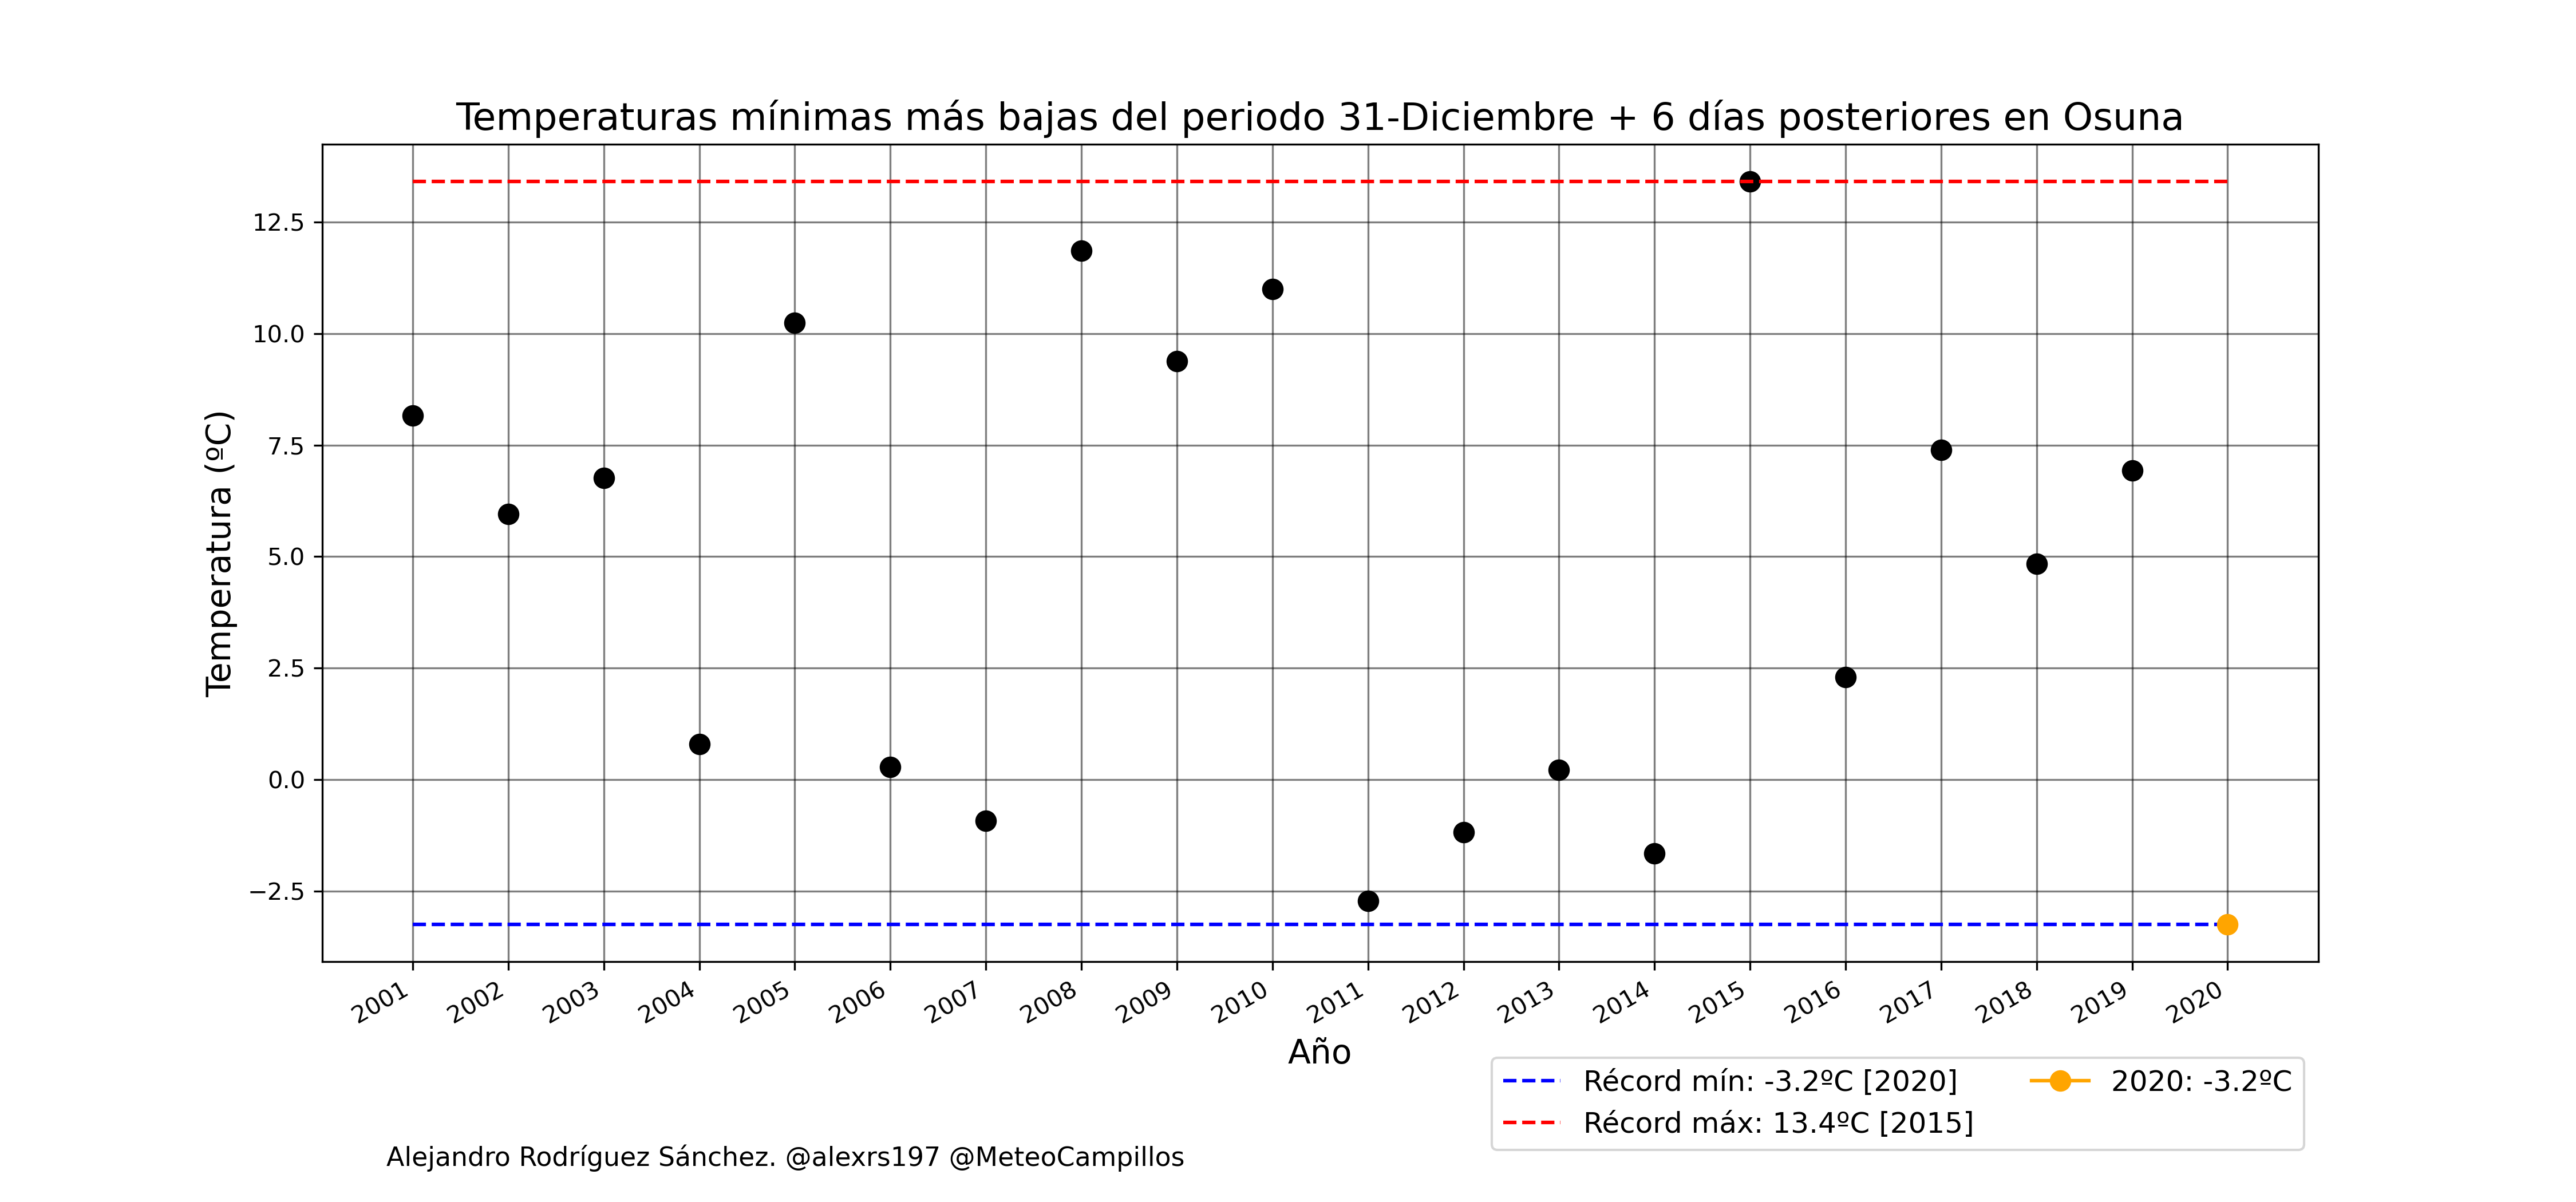 Temperaturas mínimas más bajas del periodo 31-Diciembre + 6 días posteriores en Osuna
Temperatura (ºC)
12.5
10.0
7.5
5.0
2.5
0.0
−2.5
2001 2002 2003 2004 2005 2006 2007 2008 2009 2010 2011 2012 2013 2014 2015 2016 2017 2018 2019 2020
Año
Récord mín: -3.2ºC [2020]
Récord máx: 13.4ºC [2015]
2020: -3.2ºC
Alejandro Rodríguez Sánchez. @alexrs197 @MeteoCampillos